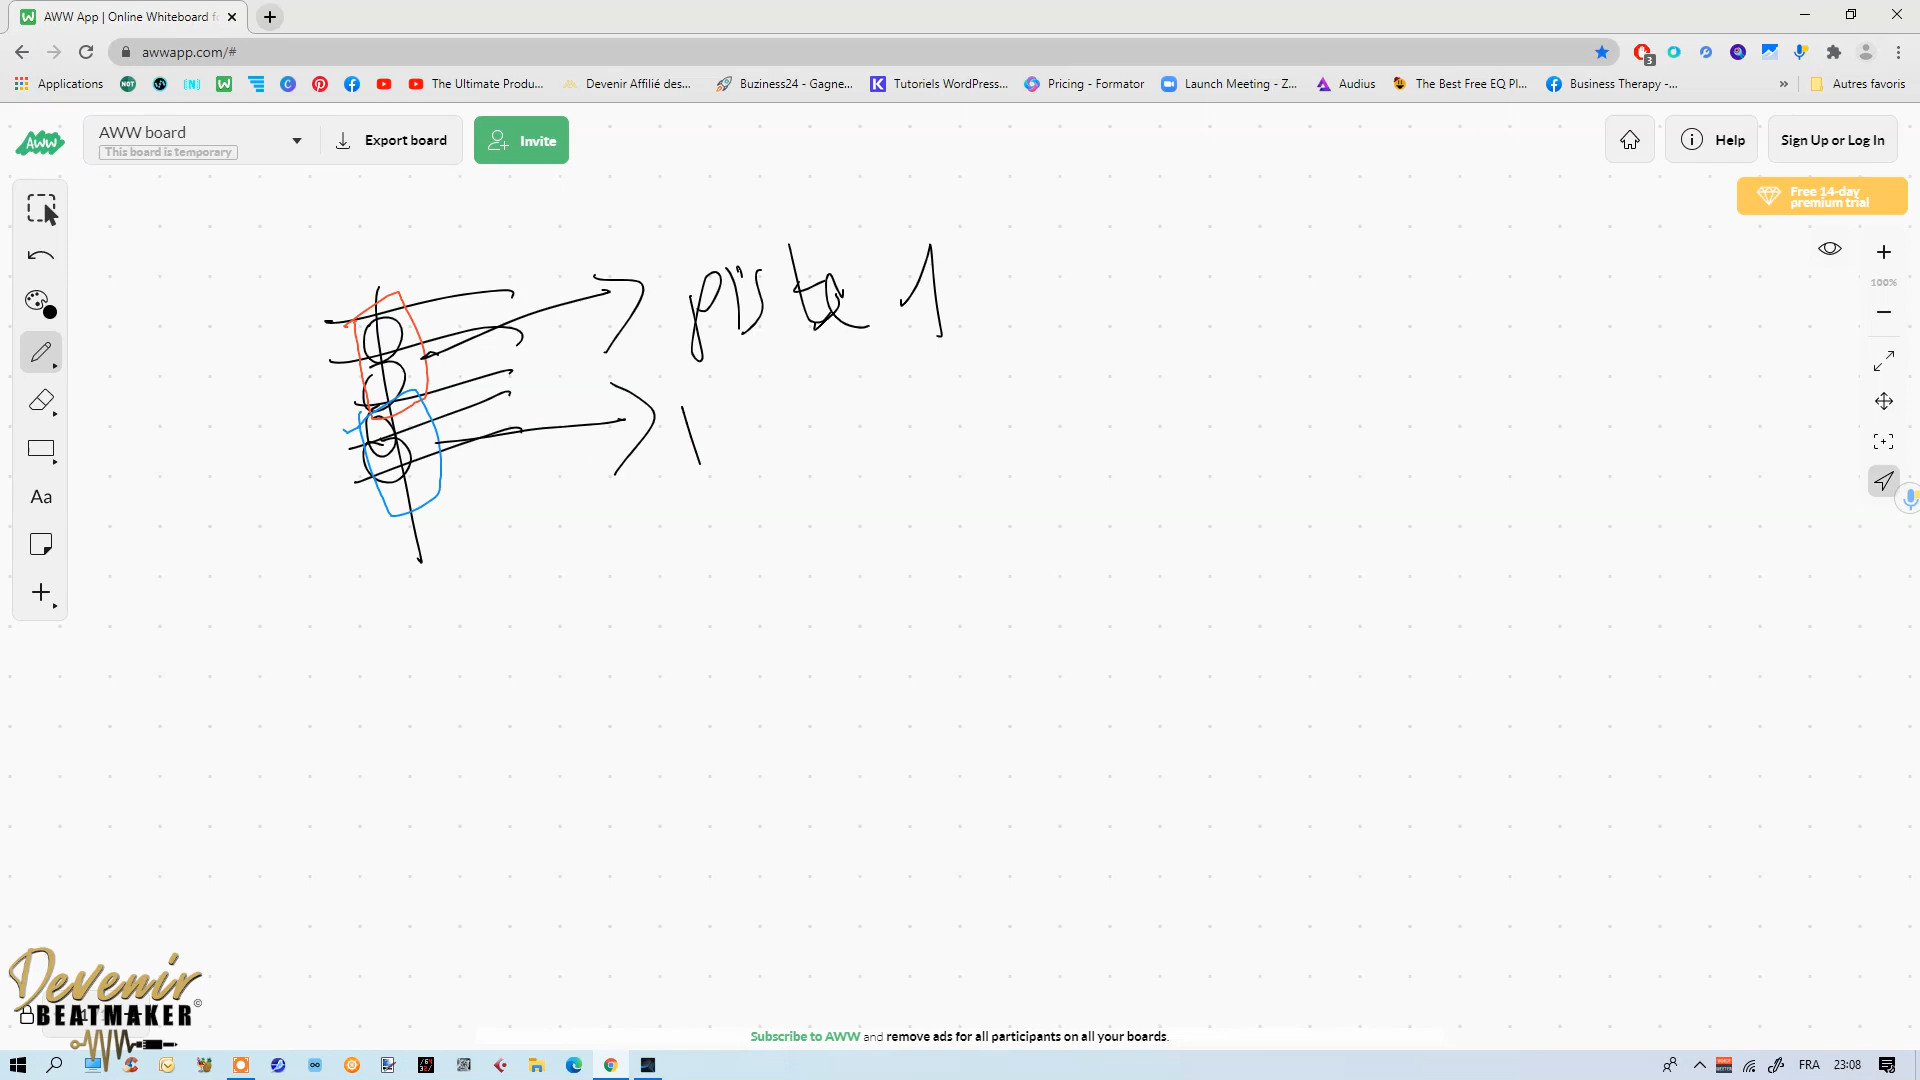 AWW App | Online Whiteboard f
awwapp.com/#
3
Applications
The Ultimate Produ...
Devenir Affilié des...
Buziness24 - Gagne...
Tutoriels WordPress...
Pricing - Formator
Launch Meeting - Z...
Audius
The Best Free EQ Pl...
Business Therapy -...
»
Autres favoris
AWW
AWW board
This board is temporary
Export board
Invite
Help
Sign Up or Log In
Free 14-day
premium trial
100%
Aa
piste 1
Devenir
BEATMAKER
©
Subscribe to AWW and remove ads for all participants on all your boards.
FRA
23:08